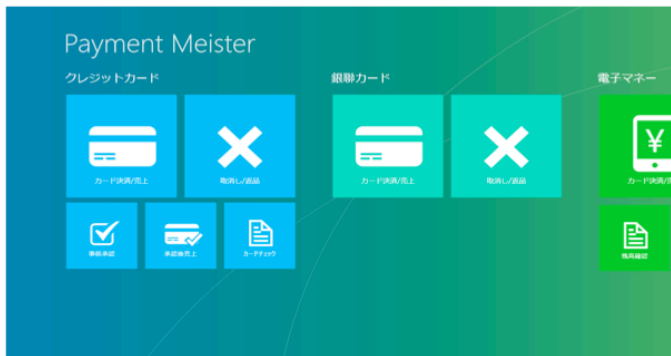 Payment Meister
クレジットカード
銀聯カード
電子マネー
カード決済/売上
取消し/返品
カード決済/売上
取消し/返品
カード決済/売
¥
事前承認
承認後売上
カードチェック
残高確認